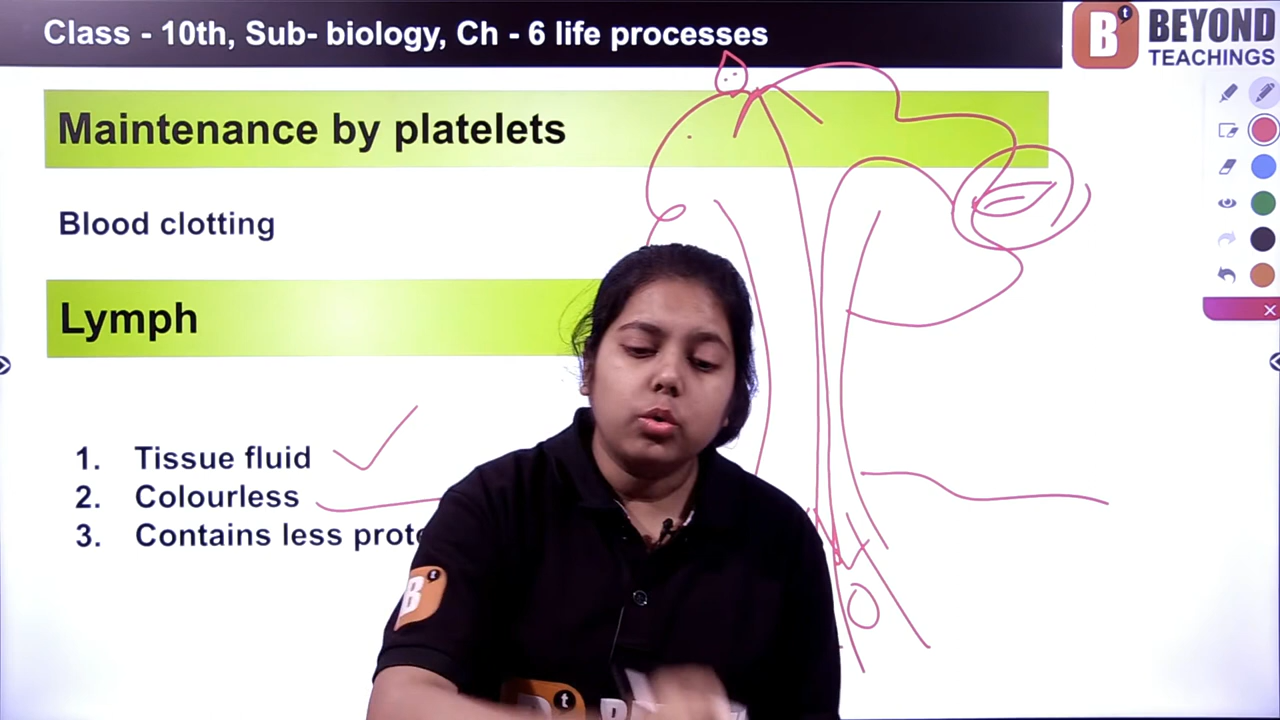 Class - 10th, Sub- biology, Ch - 6 life processes
B t BEYOND
TEACHINGS
Maintenance by platelets
Blood clotting
Lymph
1. Tissue fluid
2. Colourless
3. Contains less
B t